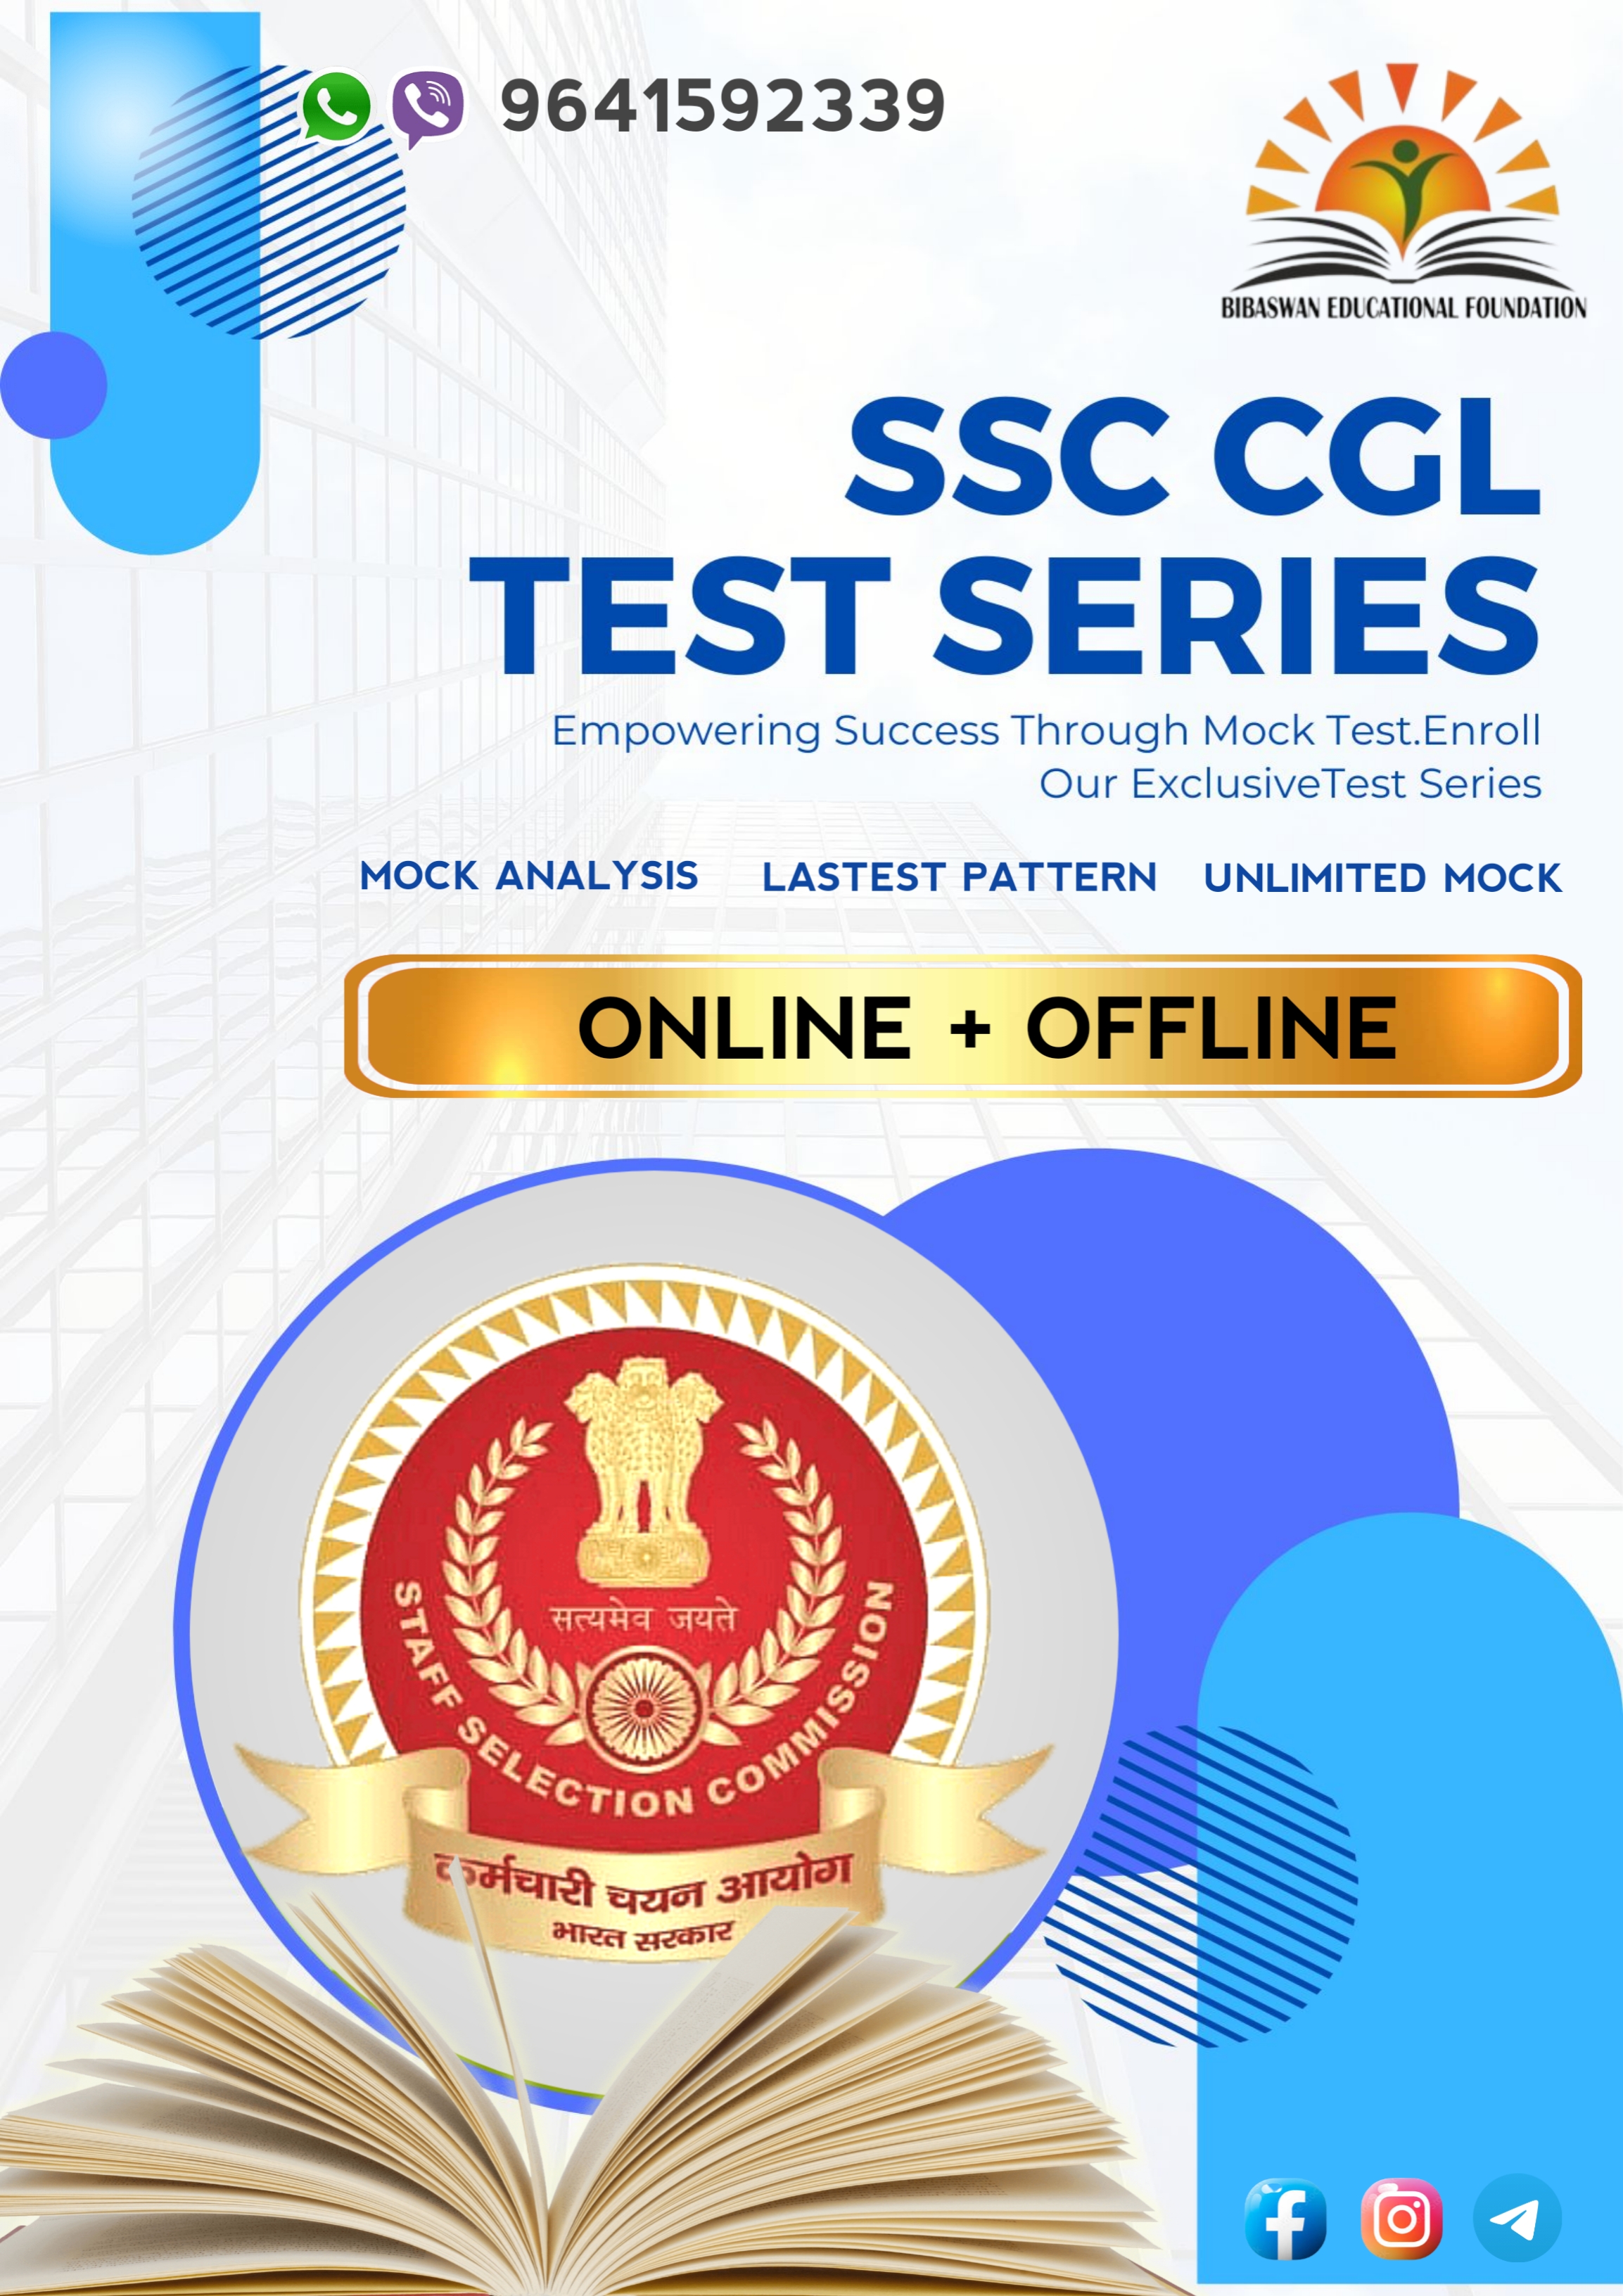 9641592339
BIBASWAN EDUCATIONAL FOUNDATION
SSC CGL
TEST SERIES
Empowering Success Through Mock Test.Enroll
Our ExclusiveTest Series
MOCK ANALYSIS LASTEST PATTERN UNLIMITED MOCK
ONLINE + OFFLINE
सत्यमेव जयते
STAFF SELECTION COMMISSION
कर्मचारी चयन आयोग
भारत सरकार